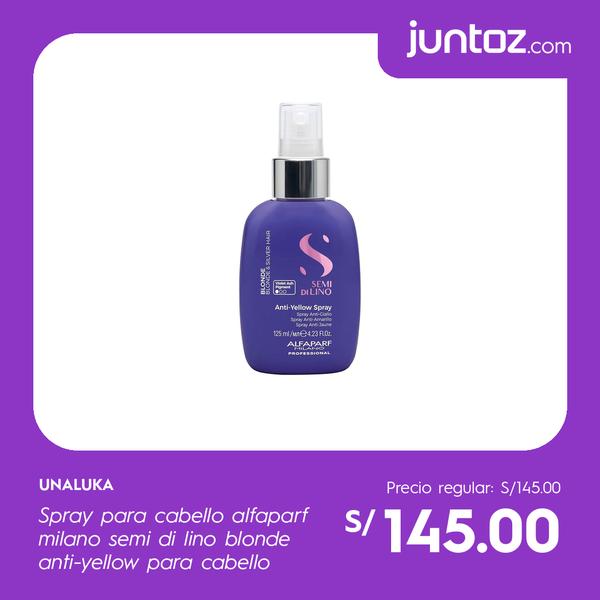 juntoz.com
BLONDE
BLONDE & SILVER HAIR
Violet Ash
Pigment
S
SEMI
DI LINO
Anti-Yellow Spray
Spray Anti-Giallo
Spray Anti-Amarillo
Spray Anti-Jaune
125 ml/мл℮4.23 Fl.Oz.
ALFAPARF
MILANO
PROFESSIONAL
UNALUKA
Spray para cabello alfaparf
milano semi di lino blonde
anti-yellow para cabello
Precio regular: S/145.00
S/ 145.00